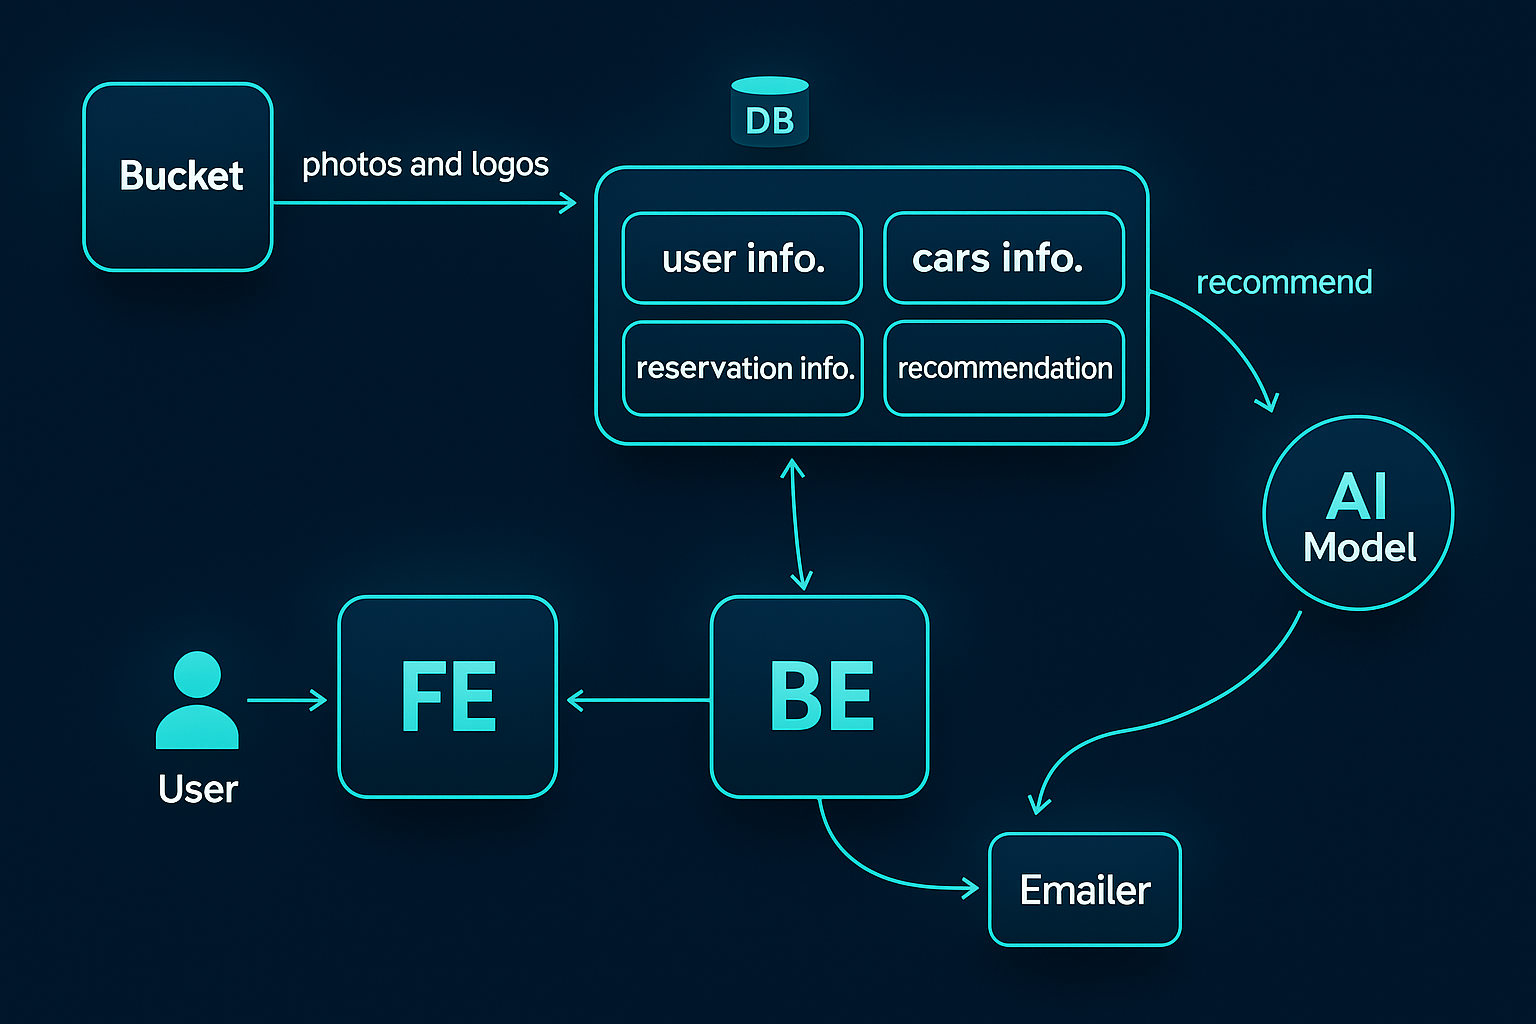 DB
Bucket
photos and logos
user info.
cars info.
recommend
reservation info.
recommendation
AI
Model
FE
BE
User
Emailer